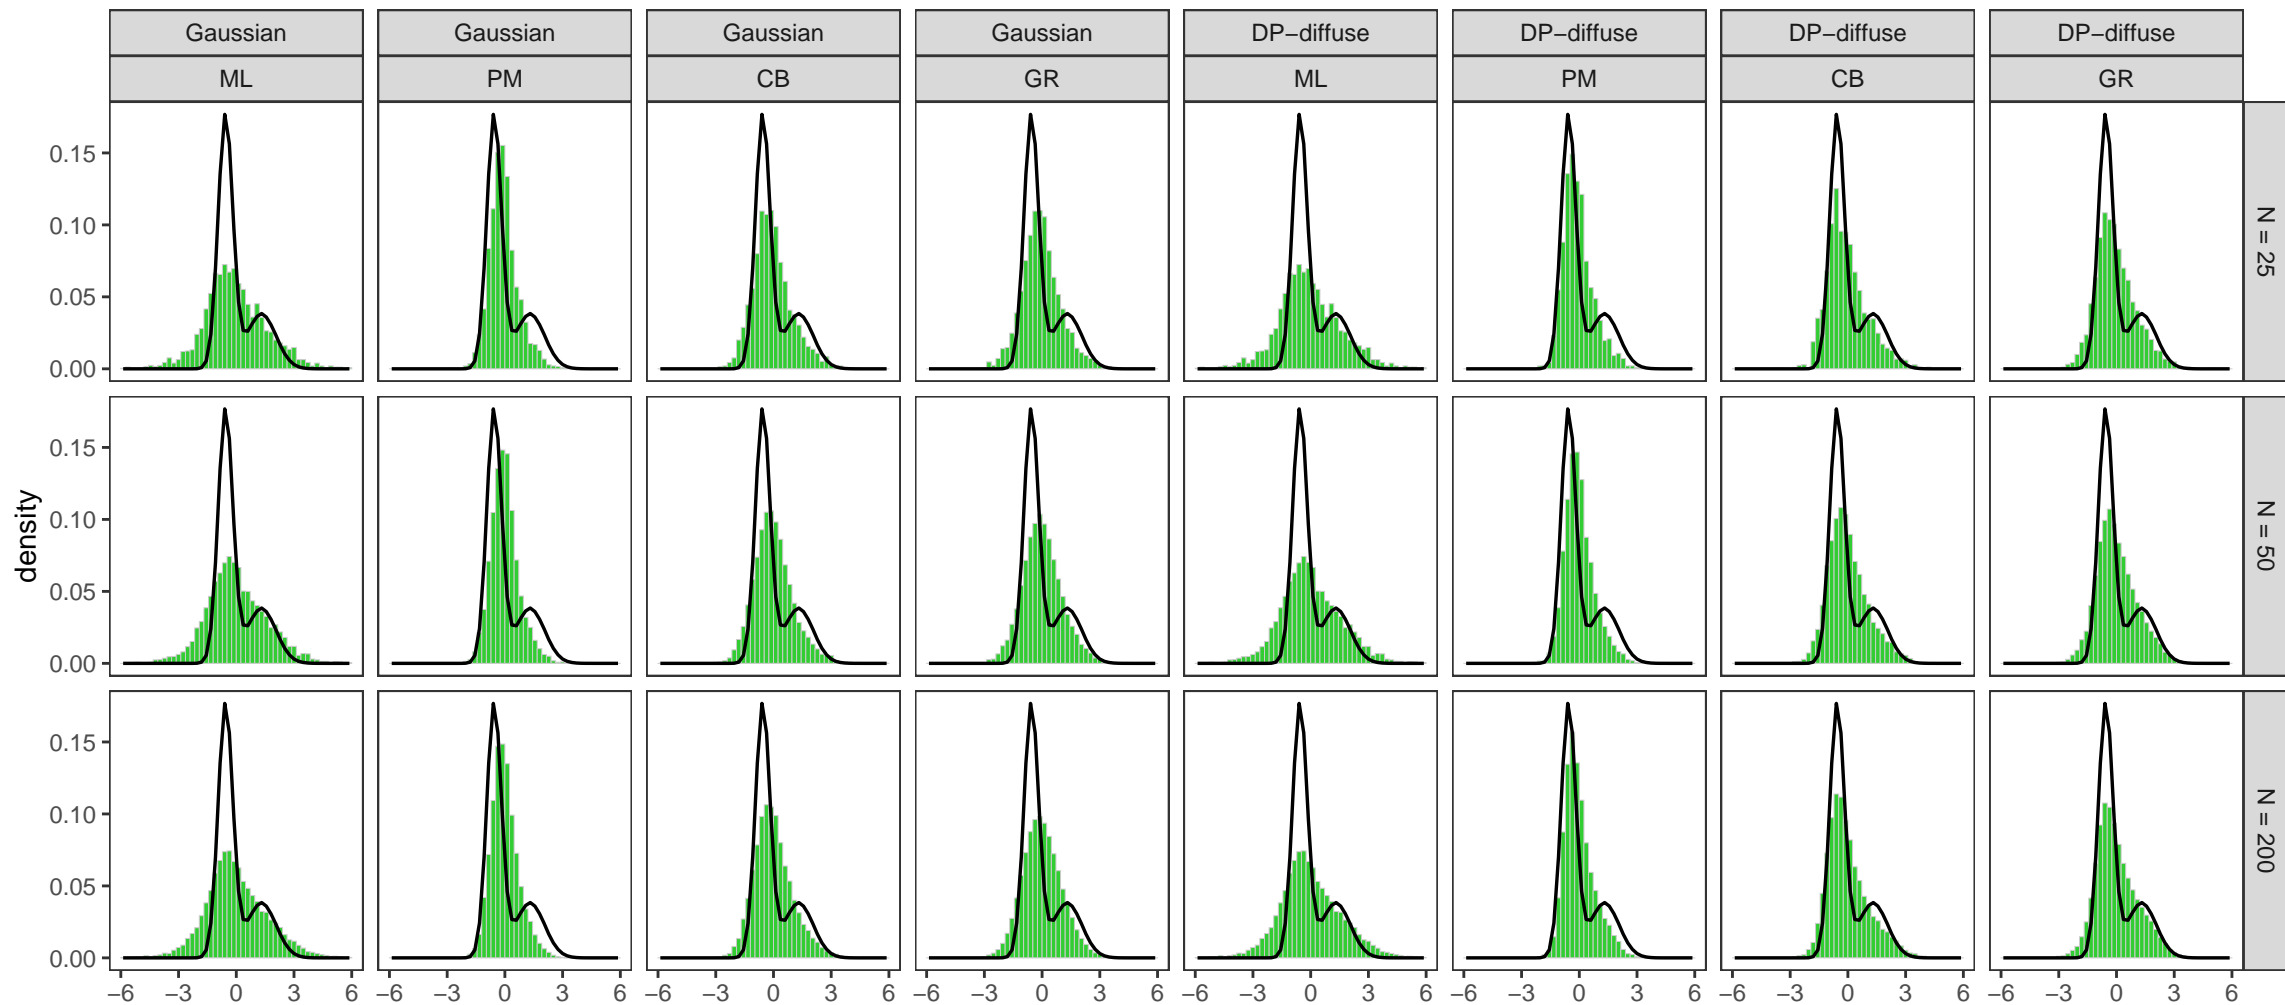 Gaussian Gaussian Gaussian Gaussian DP−diffuse DP−diffuse DP−diffuse DP−diffuse
ML PM CB GR ML PM CB GR
0.15
0.10
0.05
0.00
N = 25
0.15
0.10
0.05
0.00
N = 50
density
0.15
0.10
0.05
0.00
N = 200
−6 −3 0 3 6 −6 −3 0 3 6 −6 −3 0 3 6 −6 −3 0 3 6 −6 −3 0 3 6 −6 −3 0 3 6 −6 −3 0 3 6 −6 −3 0 3 6